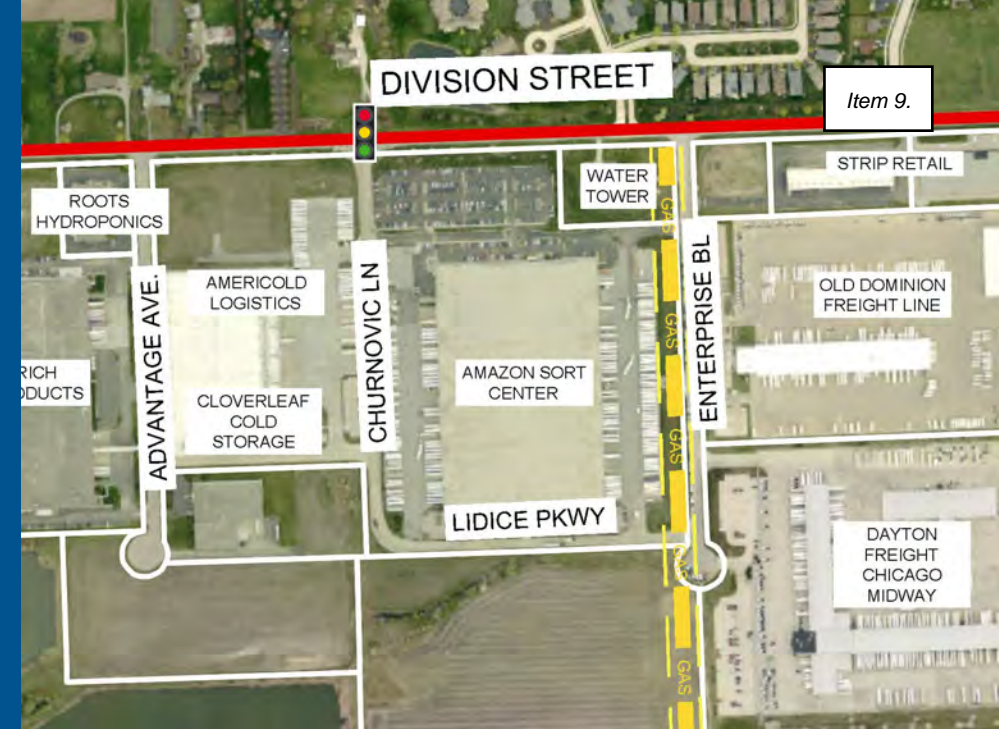 DIVISION STREET
Item 9.
STRIP RETAIL
WATER
TOWER
ROOTS
HYDROPONICS
GAS
ADVANTAGE AVE.
AMERICOLD
LOGISTICS
CHURNOVIC LN
ENTERPRISE BL
OLD DOMINION
FREIGHT LINE
GAS
RICH
ODUCTS
AMAZON SORT
CENTER
CLOVERLEAF
COLD
STORAGE
GAS
LIDICE PKWY
DAYTON
FREIGHT
CHICAGO
MIDWAY
GAS
GAS